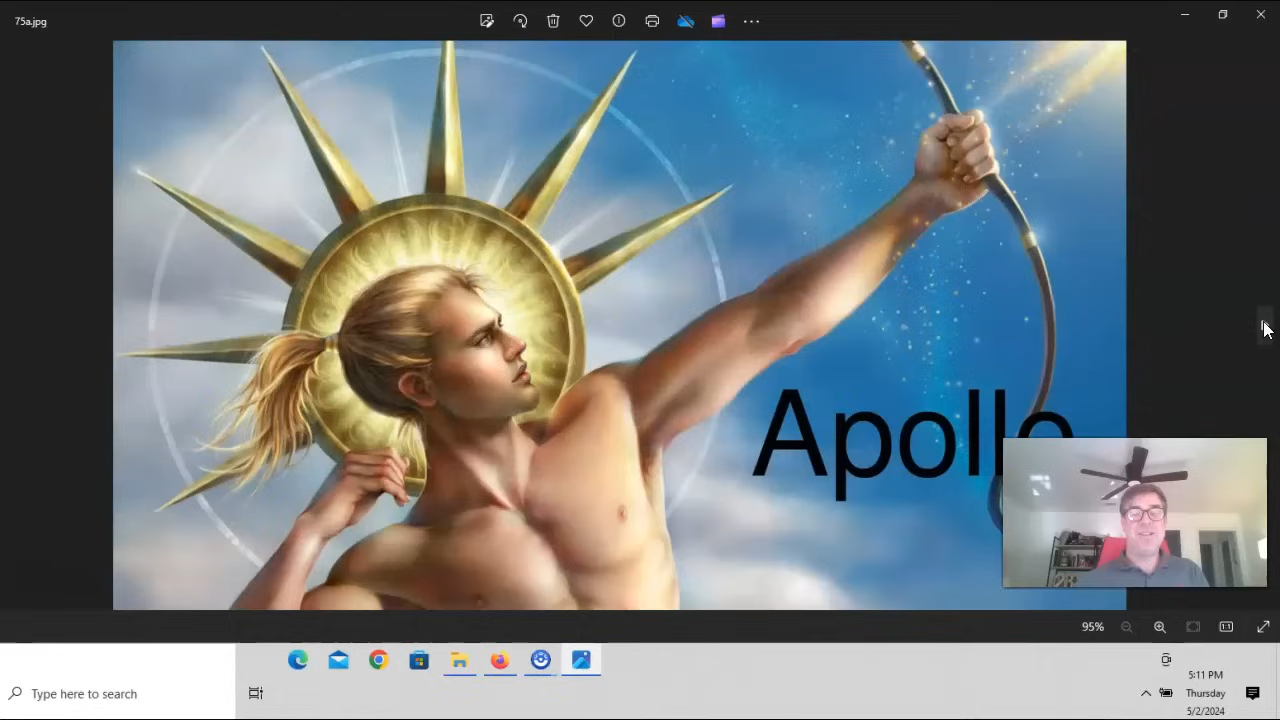 75a.jpg
Apollo
95%
5:11 PM
Type here to search
Thursday
5/2/2024